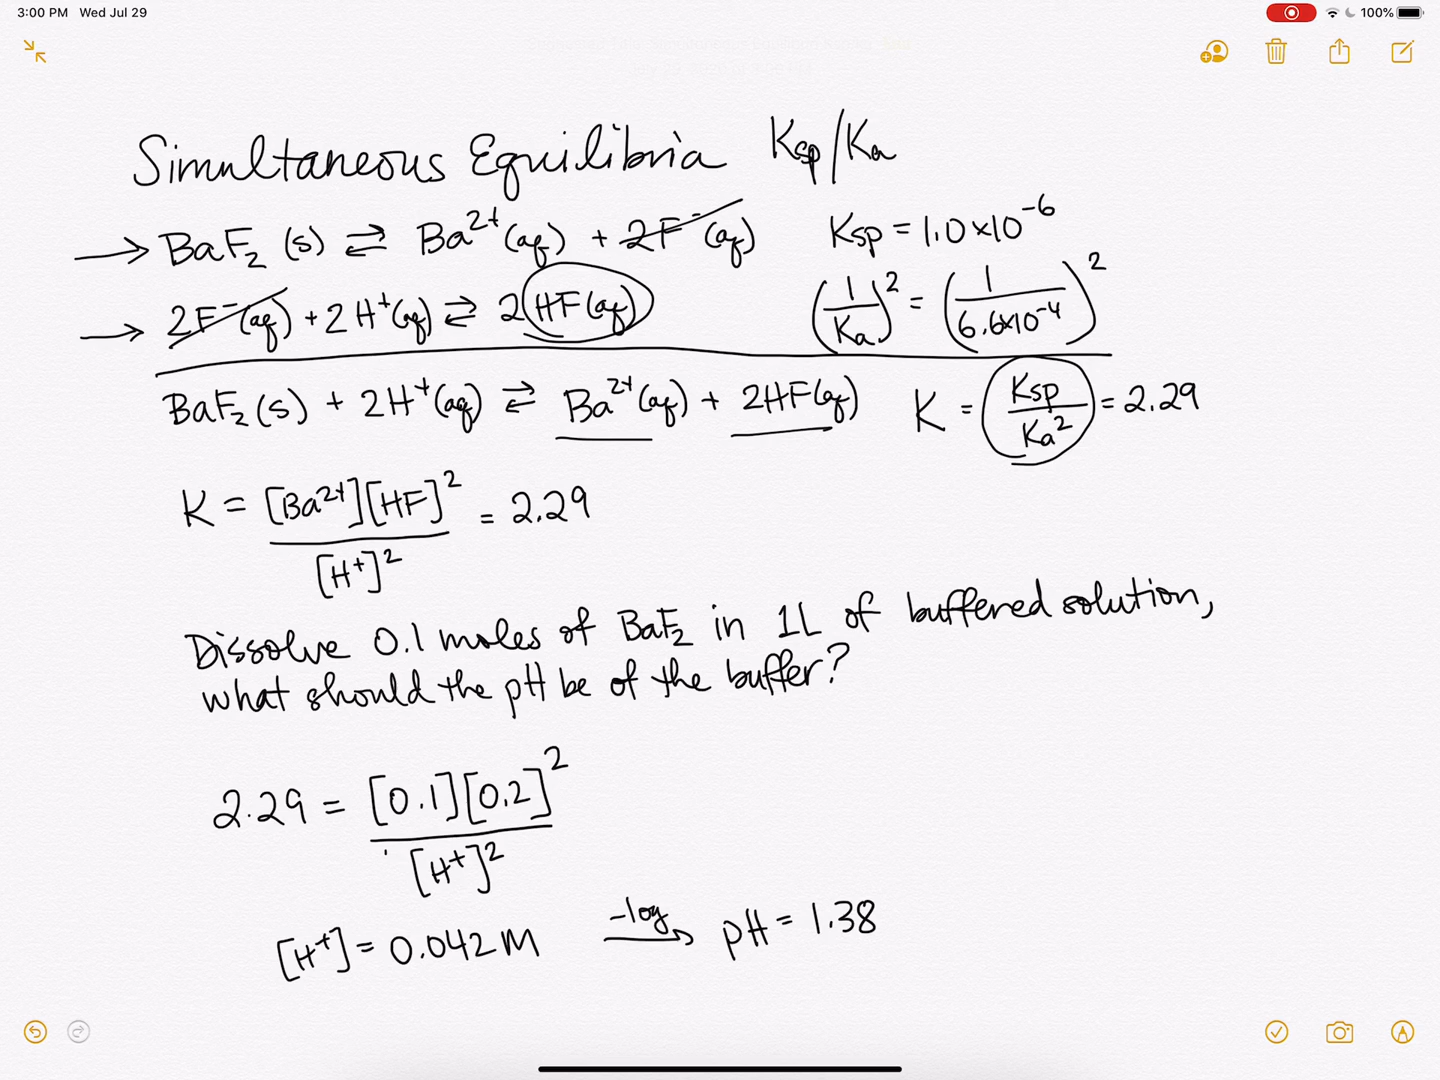 3:00 PM Wed Jul 29
100%
Simultaneous Equilibria Ksp/Ka
→ BaF₂ (s) ⇌ Ba²⁺(aq) + 2F⁻(aq) Ksp = 1.0×10⁻⁶
→ 2F⁻(aq) + 2H⁺(aq) ⇌ 2HF(aq) (1/Ka)² = (1/6.6×10⁻⁴)²
BaF₂(s) + 2H⁺(aq) ⇌ Ba²⁺(aq) + 2HF(aq) K = Ksp/Ka² = 2.29
K = [Ba²⁺][HF]²/[H⁺]² = 2.29
Dissolve 0.1 moles of BaF₂ in 1L of buffered solution,
what should the pH be of the buffer?
2.29 = [0.1][0.2]²/[H⁺]²
[H⁺] = 0.042M -log→ pH = 1.38